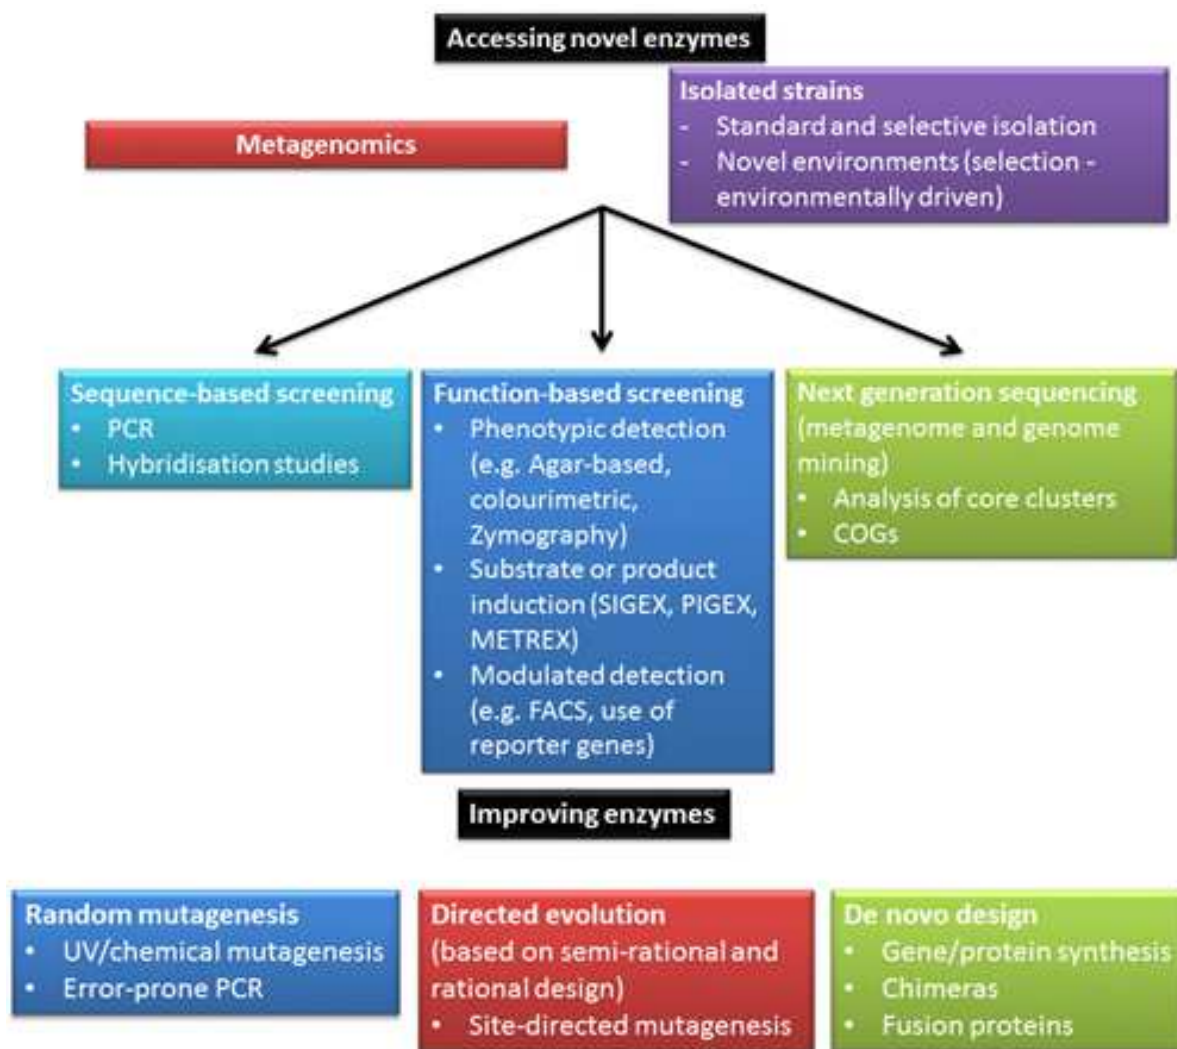 Accessing novel enzymes
Metagenomics
Isolated strains
- Standard and selective isolation
- Novel environments (selection -
environmentally driven)
Sequence-based screening
• PCR
• Hybridisation studies
Function-based screening
• Phenotypic detection
(e.g. Agar-based,
colourimetric,
Zymography)
• Substrate or product
induction (SIGEX, PIGEX,
METREX)
• Modulated detection
(e.g. FACS, use of
reporter genes)
Next generation sequencing
(metagenome and genome
mining)
• Analysis of core clusters
• COGs
Improving enzymes
Random mutagenesis
• UV/chemical mutagenesis
• Error-prone PCR
Directed evolution
(based on semi-rational and
rational design)
• Site-directed mutagenesis
De novo design
• Gene/protein synthesis
• Chimeras
• Fusion proteins